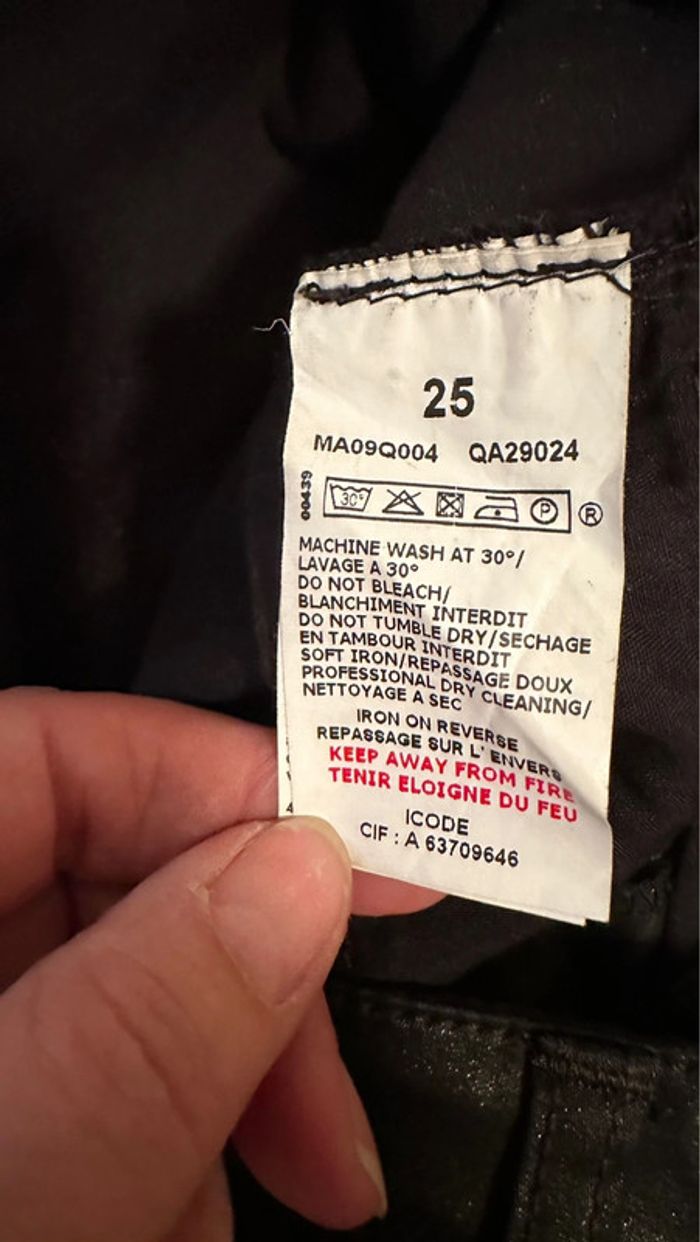 25
MA09Q004 QA29024
00439
30° P ®
MACHINE WASH AT 30°/
LAVAGE A 30°
DO NOT BLEACH/
BLANCHIMENT INTERDIT
DO NOT TUMBLE DRY/SECHAGE
EN TAMBOUR INTERDIT
SOFT IRON/REPASSAGE DOUX
PROFESSIONAL DRY CLEANING/
NETTOYAGE A SEC
IRON ON REVERSE
REPASSAGE SUR L' ENVERS
KEEP AWAY FROM FIRE
TENIR ELOIGNE DU FEU
ICODE
CIF : A 63709646